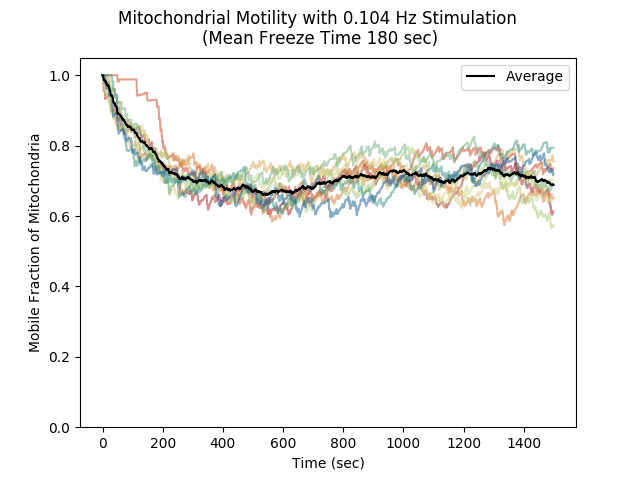 Mitochondrial Motility with 0.104 Hz Stimulation
(Mean Freeze Time 180 sec)
Average
Mobile Fraction of Mitochondria
1.0
0.8
0.6
0.4
0.2
0.0
0 200 400 600 800 1000 1200 1400
Time (sec)